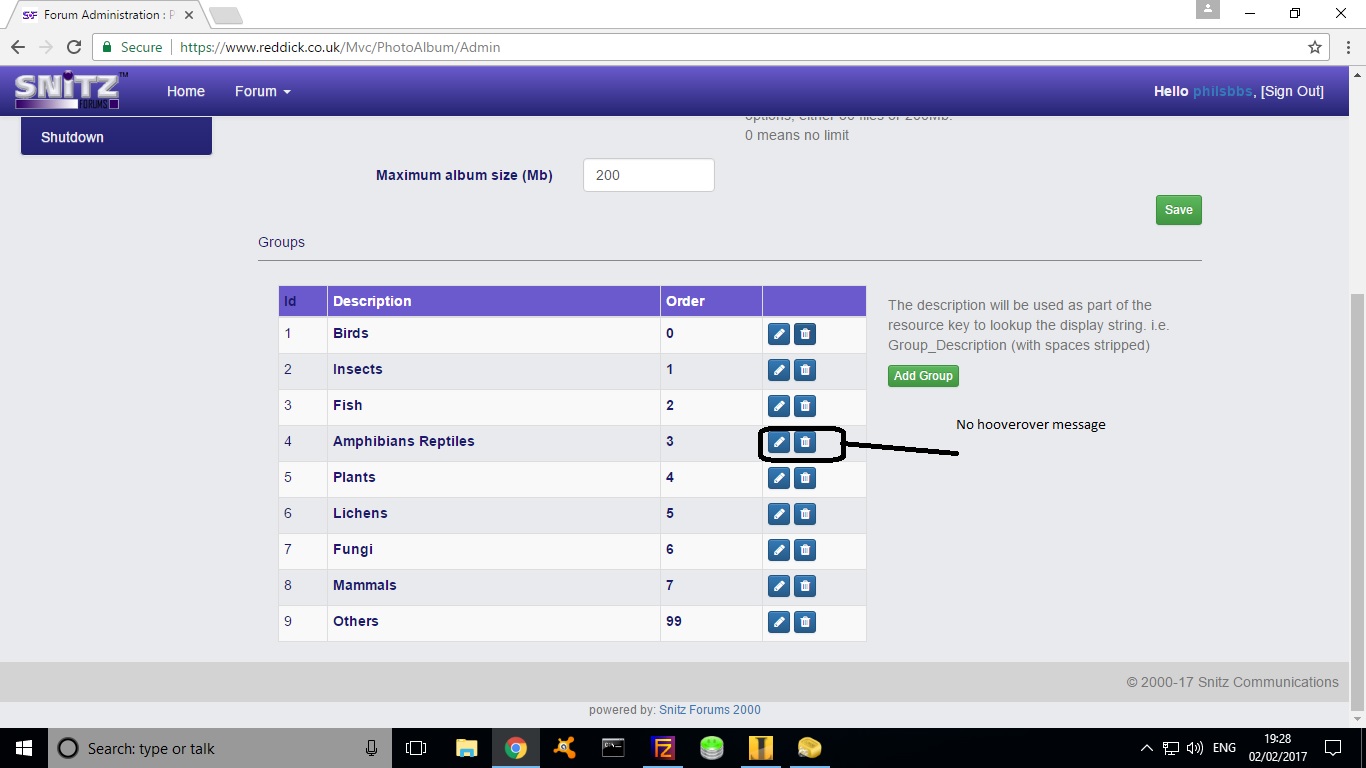 Forum Administration : P
Secure
https://www.reddick.co.uk/Mvc/PhotoAlbum/Admin
SNiTZ™
FORUMS
Home Forum
Hello philsbbs, [Sign Out]
Shutdown
0 means no limit
Maximum album size (Mb) 200
Save
Groups
Id Description Order
1 Birds 0
2 Insects 1
3 Fish 2
4 Amphibians Reptiles 3
5 Plants 4
6 Lichens 5
7 Fungi 6
8 Mammals 7
9 Others 99
The description will be used as part of the
resource key to lookup the display string. i.e.
Group_Description (with spaces stripped)
Add Group
No hooverover message
© 2000-17 Snitz Communications
powered by: Snitz Forums 2000
Search: type or talk
ENG
19:28
02/02/2017